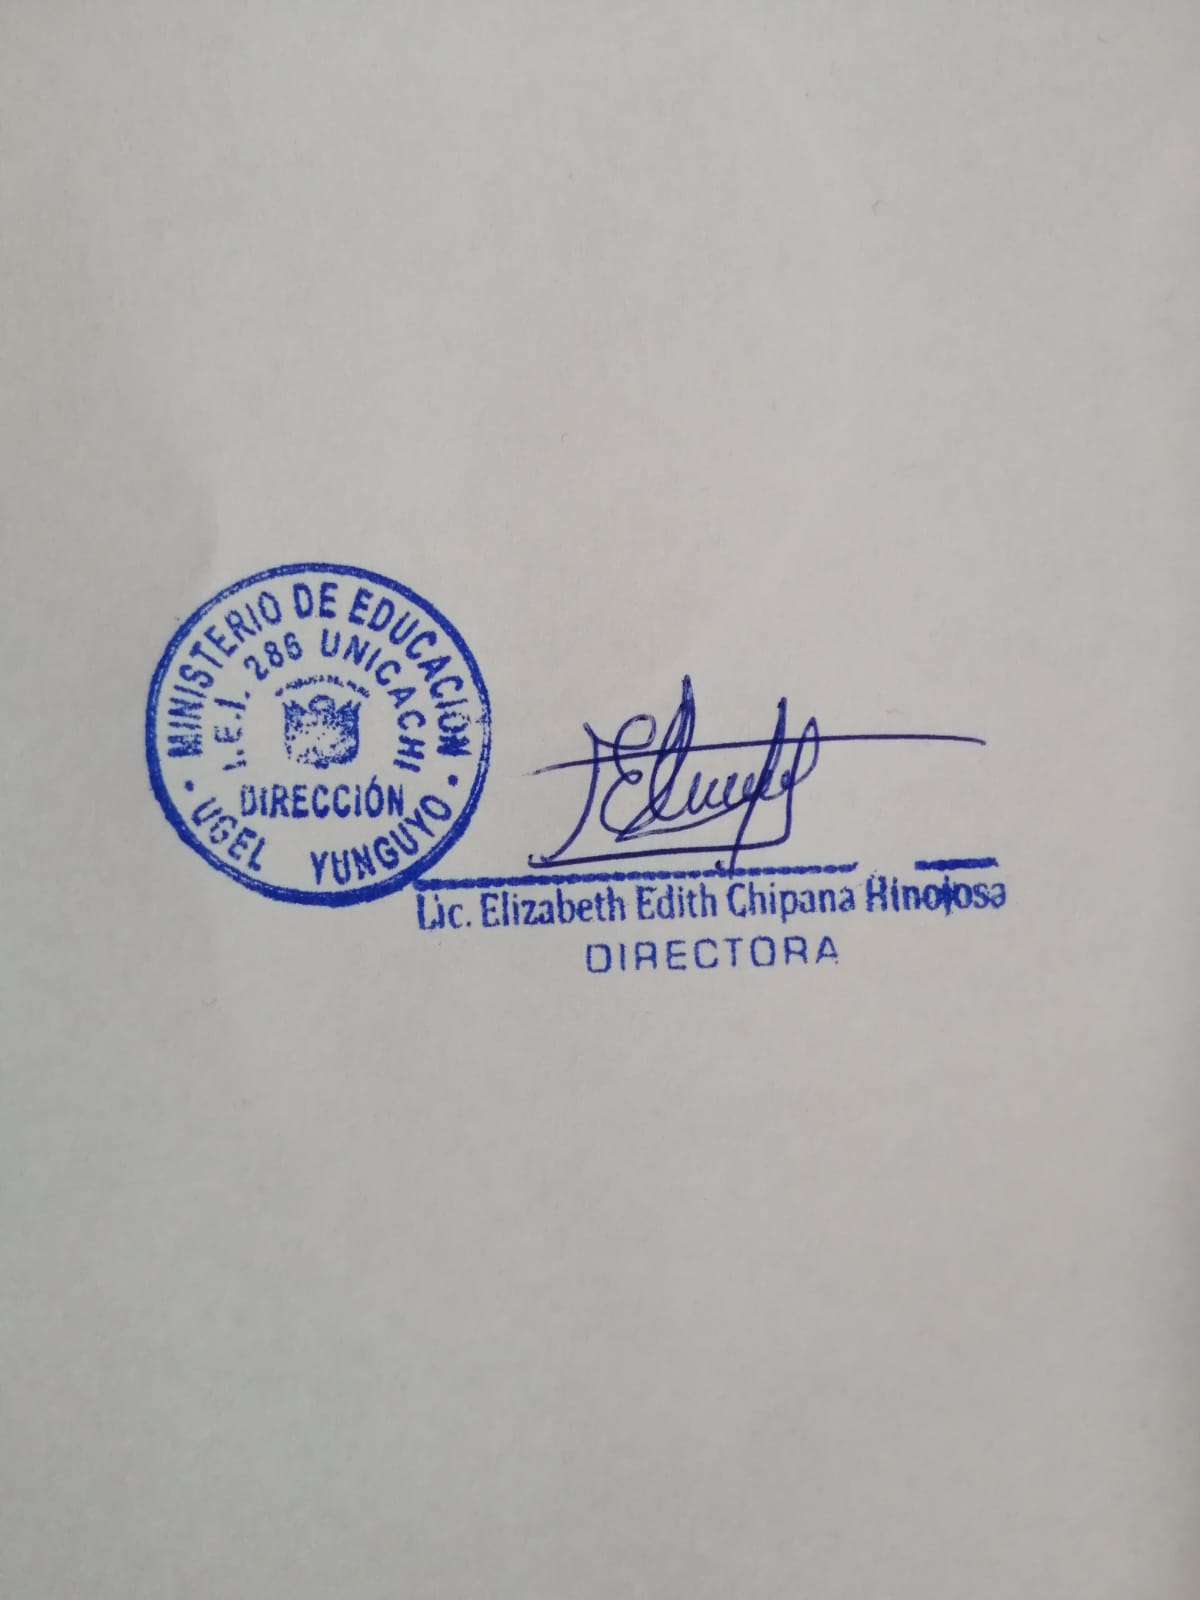 MINISTERIO DE EDUCACIÓN
I.E.I. 286 UNICACHI
DIRECCIÓN
• UGEL YUNGUYO •
Lic. Elizabeth Edith Chipana Hinojosa
DIRECTORA